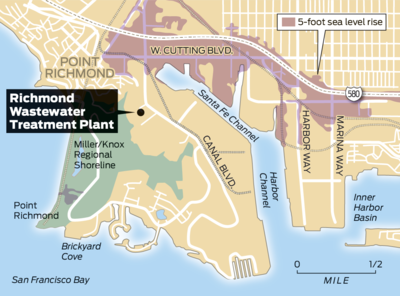 5-foot sea level rise
W. CUTTING BLVD.
POINT
RICHMOND
580
Richmond
Wastewater
Treatment Plant
Santa Fe Channel
Miller/Knox
Regional
Shoreline
CANAL BLVD.
HARBOR WAY
MARINA WAY
Harbor
Channel
Point
Richmond
Inner
Harbor
Basin
Brickyard
Cove
San Francisco Bay
0 1/2
MILE